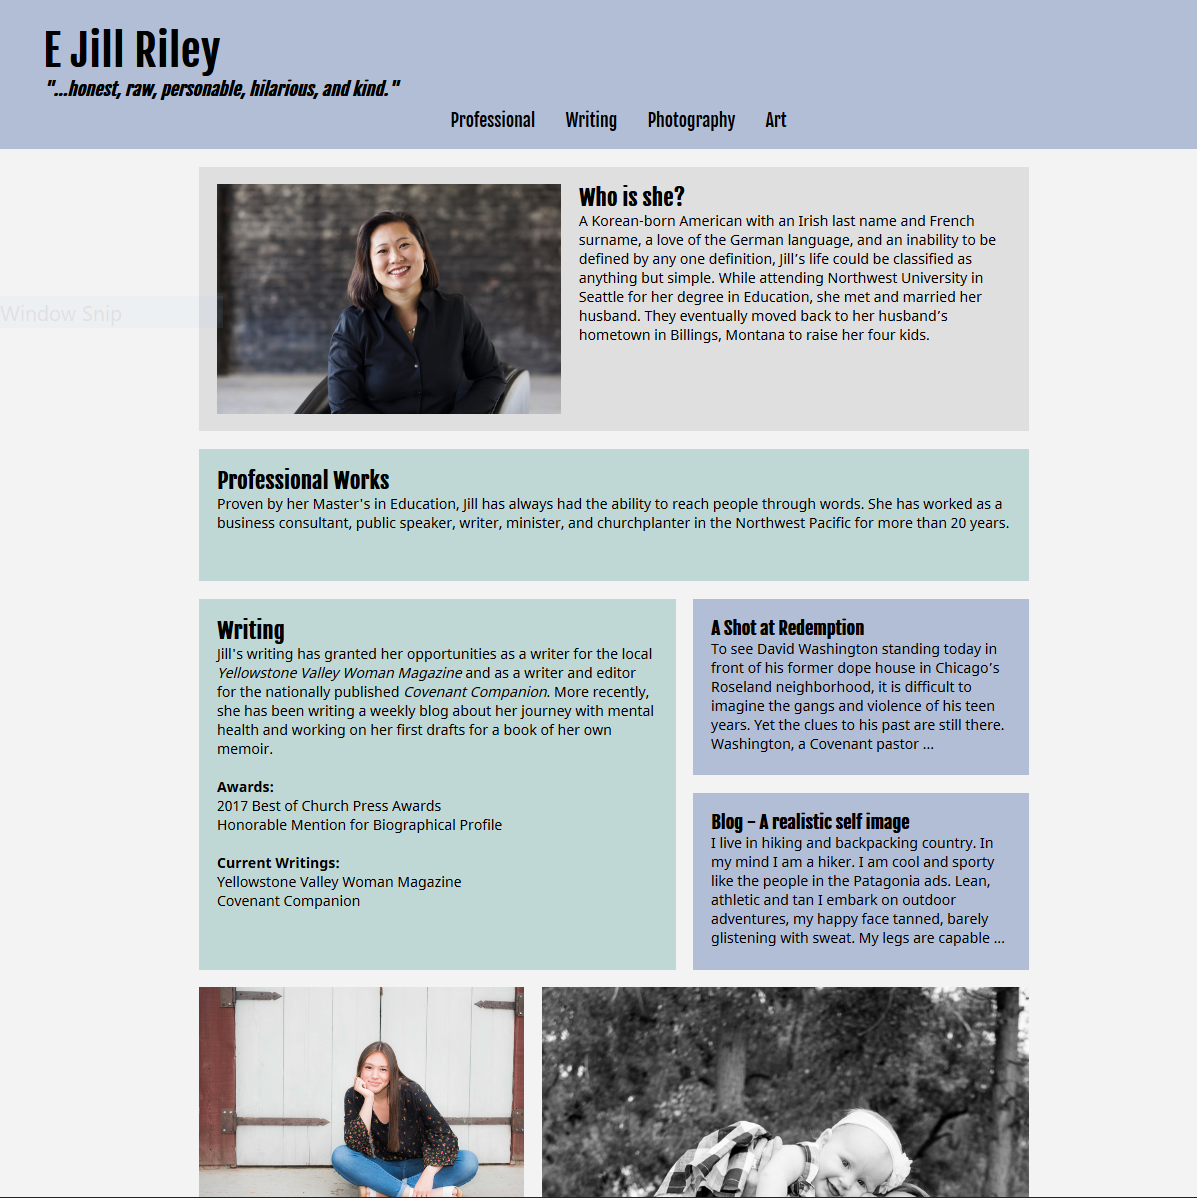 E Jill Riley
"...honest, raw, personable, hilarious, and kind."
Professional Writing Photography Art
Who is she?
A Korean-born American with an Irish last name and French
surname, a love of the German language, and an inability to be
defined by any one definition, Jill’s life could be classified as
anything but simple. While attending Northwest University in
Seattle for her degree in Education, she met and married her
husband. They eventually moved back to her husband’s
hometown in Billings, Montana to raise her four kids.
Window Snip
Professional Works
Proven by her Master's in Education, Jill has always had the ability to reach people through words. She has worked as a
business consultant, public speaker, writer, minister, and churchplanter in the Northwest Pacific for more than 20 years.
Writing
Jill's writing has granted her opportunities as a writer for the local
Yellowstone Valley Woman Magazine and as a writer and editor
for the nationally published Covenant Companion. More recently,
she has been writing a weekly blog about her journey with mental
health and working on her first drafts for a book of her own
memoir.
Awards:
2017 Best of Church Press Awards
Honorable Mention for Biographical Profile
Current Writings:
Yellowstone Valley Woman Magazine
Covenant Companion
A Shot at Redemption
To see David Washington standing today in
front of his former dope house in Chicago’s
Roseland neighborhood, it is difficult to
imagine the gangs and violence of his teen
years. Yet the clues to his past are still there.
Washington, a Covenant pastor ...
Blog – A realistic self image
I live in hiking and backpacking country. In
my mind I am a hiker. I am cool and sporty
like the people in the Patagonia ads. Lean,
athletic and tan I embark on outdoor
adventures, my happy face tanned, barely
glistening with sweat. My legs are capable ...